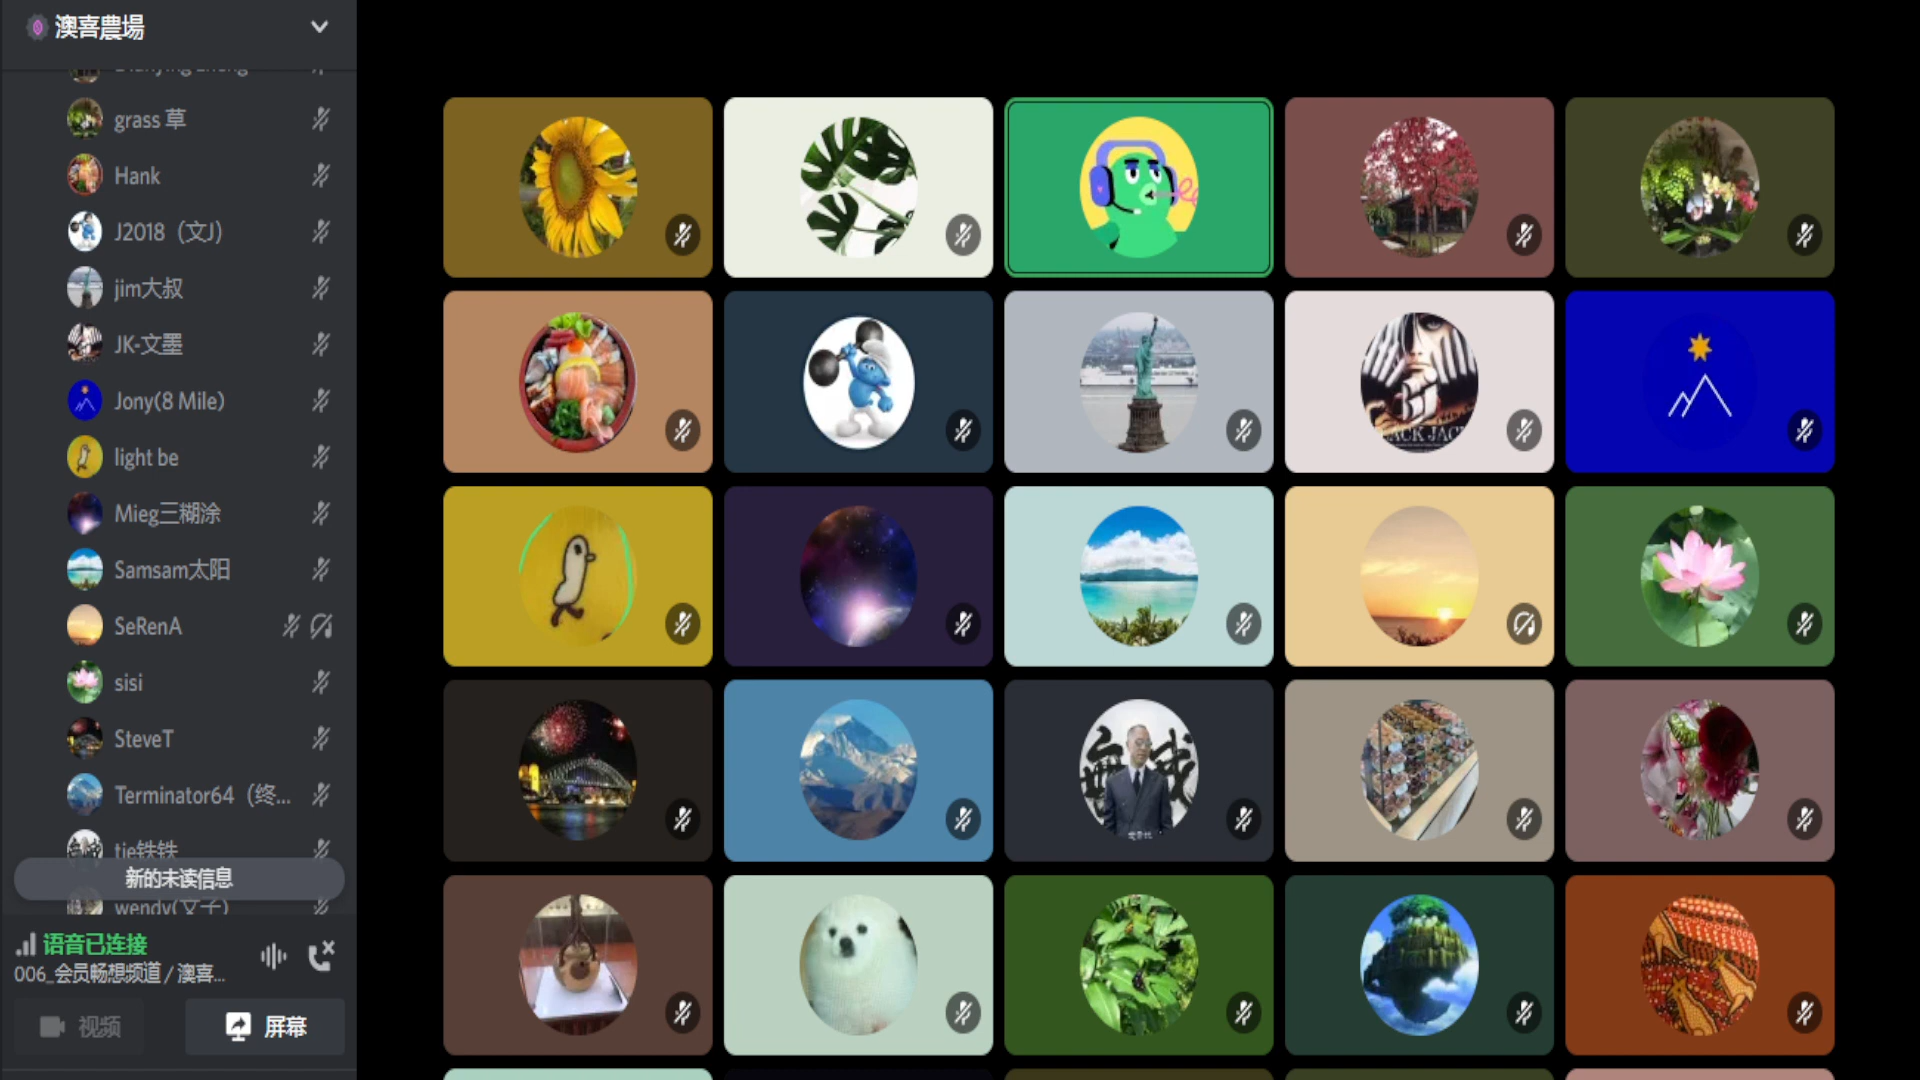 澳喜農場
grass 草
Hank
J2018（文J）
jim大叔
JK-文墨
Jony(8 Mile)
light be
Mieg三糊涂
Samsam太阳
SeRenA
sisi
SteveT
Terminator64（终...
tie铁铁
新的未读信息
wendy(文子)
语音已连接
006_会员畅想频道 / 澳喜...
视频
屏幕